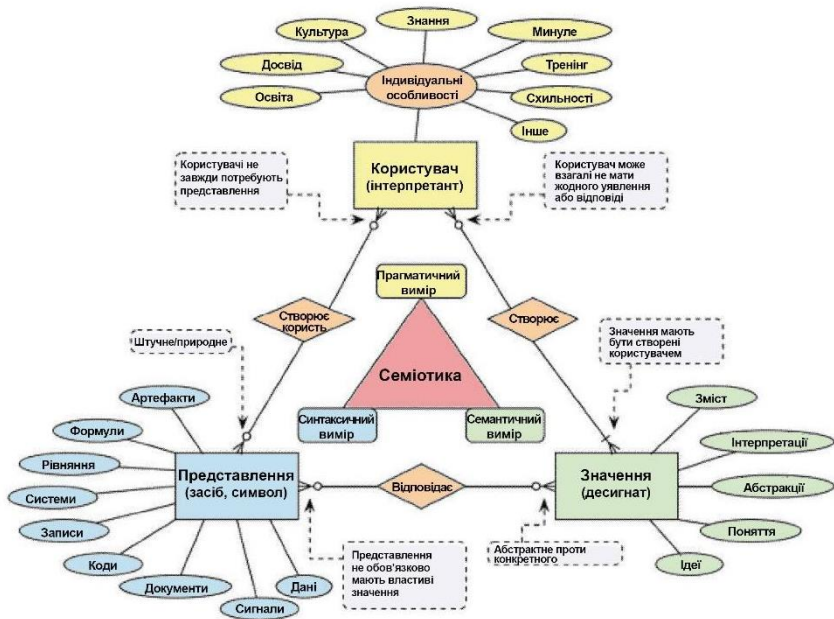 Знання
Культура
Минуле
Досвід
Тренінг
Індивідуальні
особливості
Освіта
Схильності
Інше
Користувачі не
завжди потребують
представлення
Користувач
(інтерпретант)
Користувач може
взагалі не мати
жодного уявлення
або відповіді
Прагматичний
вимір
Створює
користь
Створює
Штучне/природне
Значення мають
бути створені
користувачем
Семіотика
Синтаксичний
вимір
Семантичний
вимір
Артефакти
Формули
Рівняння
Системи
Записи
Коди
Документи
Сигнали
Дані
Представлення
(засіб, символ)
Відповідає
Значення
(десигнат)
Зміст
Інтерпретації
Абстракції
Поняття
Ідеї
Представлення
не обов'язково
мають властиві
значення
Абстрактне проти
конкретного